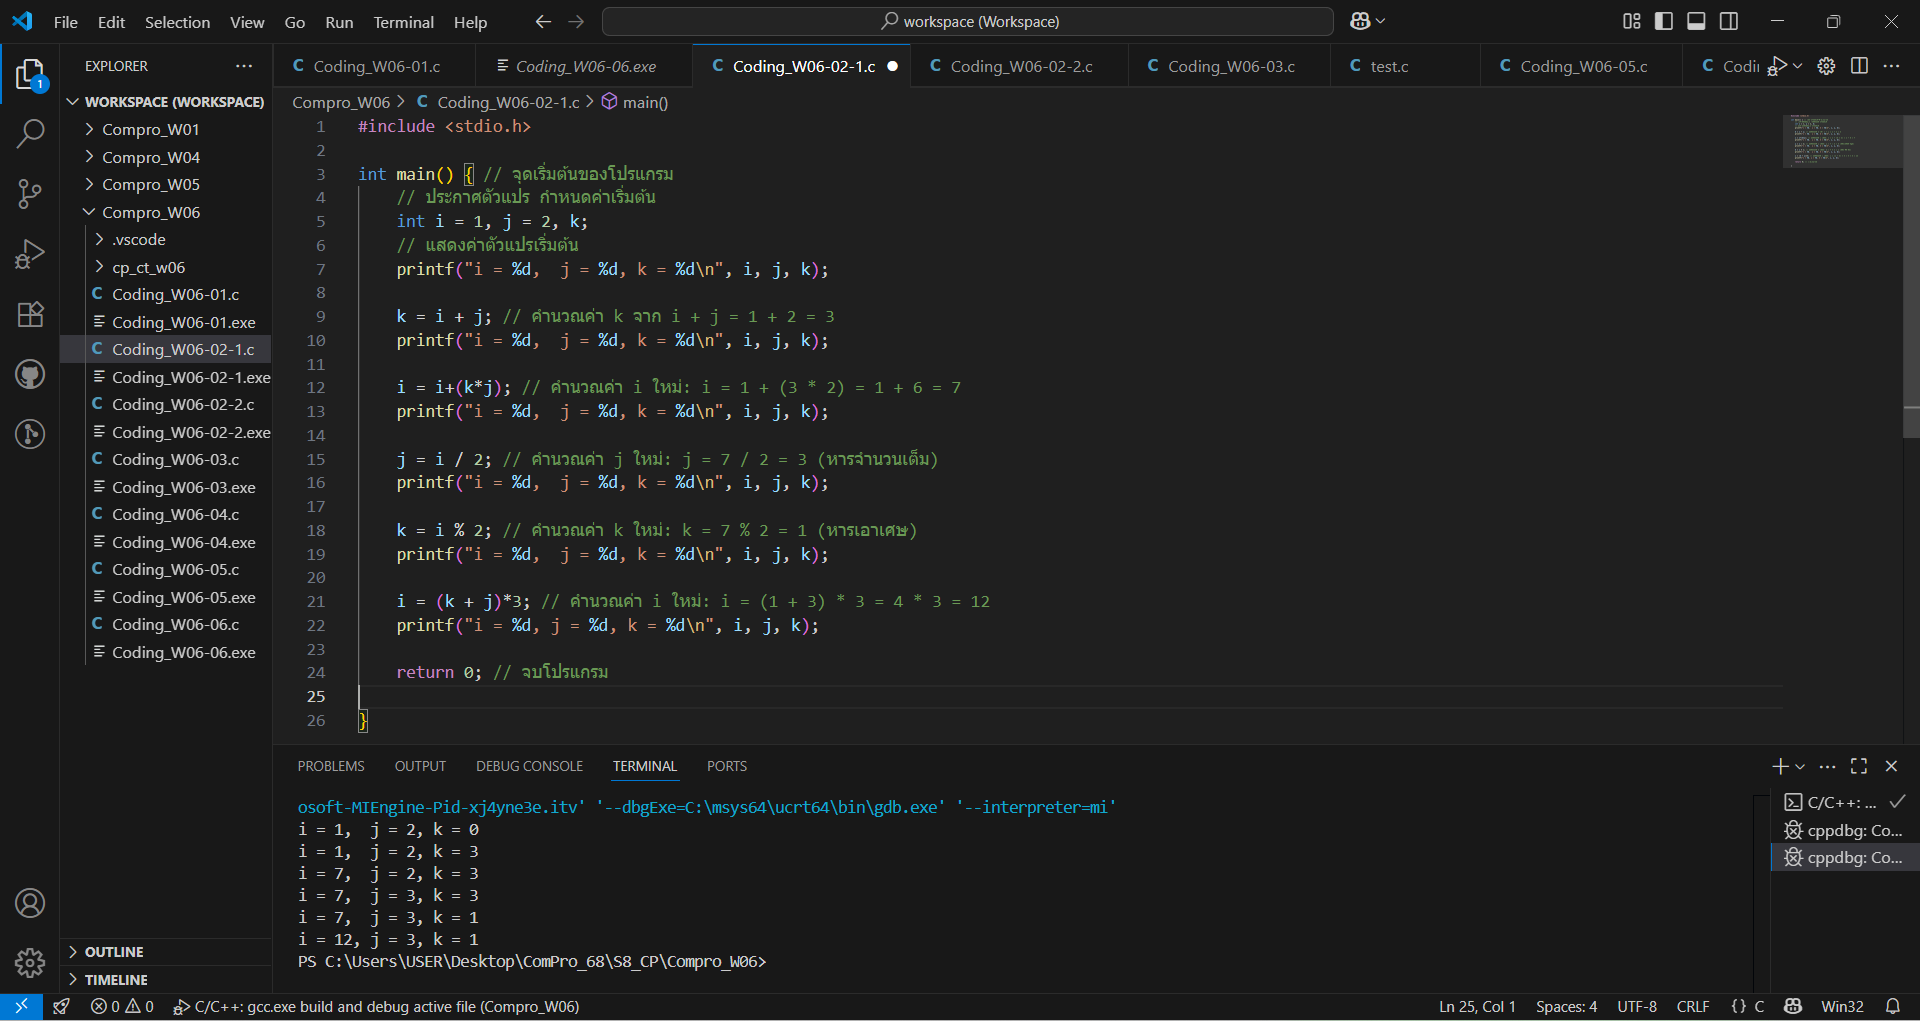 File Edit Selection View Go Run Terminal Help workspace (Workspace)
EXPLORER
WORKSPACE (WORKSPACE)
Compro_W01
Compro_W04
Compro_W05
Compro_W06
.vscode
cp_ct_w06
Coding_W06-01.c
Coding_W06-01.exe
Coding_W06-02-1.c
Coding_W06-02-1.exe
Coding_W06-02-2.c
Coding_W06-02-2.exe
Coding_W06-03.c
Coding_W06-03.exe
Coding_W06-04.c
Coding_W06-04.exe
Coding_W06-05.c
Coding_W06-05.exe
Coding_W06-06.c
Coding_W06-06.exe
OUTLINE
TIMELINE
1
Coding_W06-01.c Coding_W06-06.exe Coding_W06-02-1.c Coding_W06-02-2.c Coding_W06-03.c test.c Coding_W06-05.c Codi
Compro_W06 > C Coding_W06-02-1.c > main()
1 #include <stdio.h>
2
3 int main() { // จุดเริ่มต้นของโปรแกรม
4 // ประกาศตัวแปร กำหนดค่าเริ่มต้น
5 int i = 1, j = 2, k;
6 // แสดงค่าตัวแปรเริ่มต้น
7 printf("i = %d,  j = %d, k = %d\n", i, j, k);
8
9 k = i + j; // คำนวณค่า k จาก i + j = 1 + 2 = 3
10 printf("i = %d,  j = %d, k = %d\n", i, j, k);
11
12 i = i+(k*j); // คำนวณค่า i ใหม่: i = 1 + (3 * 2) = 1 + 6 = 7
13 printf("i = %d,  j = %d, k = %d\n", i, j, k);
14
15 j = i / 2; // คำนวณค่า j ใหม่: j = 7 / 2 = 3 (หารจำนวนเต็ม)
16 printf("i = %d,  j = %d, k = %d\n", i, j, k);
17
18 k = i % 2; // คำนวณค่า k ใหม่: k = 7 % 2 = 1 (หารเอาเศษ)
19 printf("i = %d,  j = %d, k = %d\n", i, j, k);
20
21 i = (k + j)*3; // คำนวณค่า i ใหม่: i = (1 + 3) * 3 = 4 * 3 = 12
22 printf("i = %d, j = %d, k = %d\n", i, j, k);
23
24 return 0; // จบโปรแกรม
25
26 }
PROBLEMS OUTPUT DEBUG CONSOLE TERMINAL PORTS
osoft-MIEngine-Pid-xj4yne3e.itv' '--dbgExe=C:\msys64\ucrt64\bin\gdb.exe' '--interpreter=mi'
i = 1,  j = 2, k = 0
i = 1,  j = 2, k = 3
i = 7,  j = 2, k = 3
i = 7,  j = 3, k = 3
i = 7,  j = 3, k = 1
i = 12, j = 3, k = 1
PS C:\Users\USER\Desktop\ComPro_68\S8_CP\Compro_W06>
C/C++: ...
cppdbg: Co...
cppdbg: Co...
0 0 C/C++: gcc.exe build and debug active file (Compro_W06) Ln 25, Col 1 Spaces: 4 UTF-8 CRLF {} C Win32